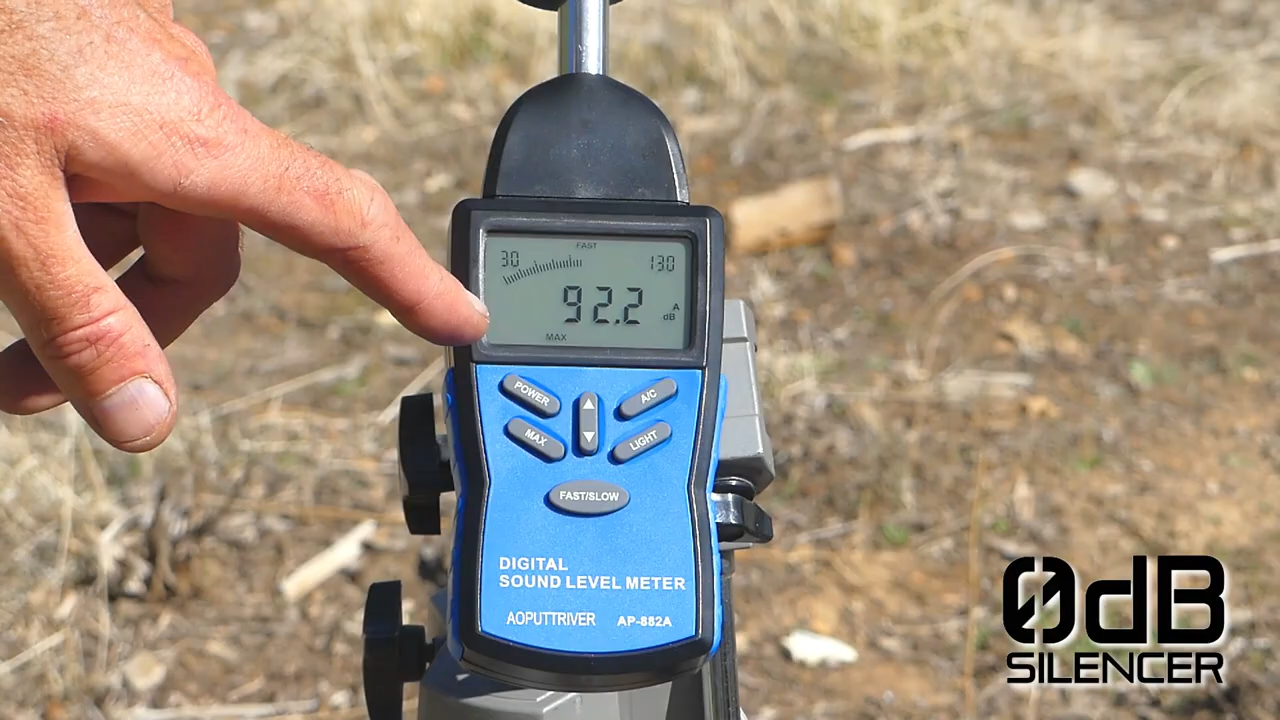 FAST
30 130
92.2 A dB
MAX
POWER A/C
MAX LIGHT
FAST/SLOW
DIGITAL
SOUND LEVEL METER
AOPUTTRIVER AP-882A
0dB
SILENCER